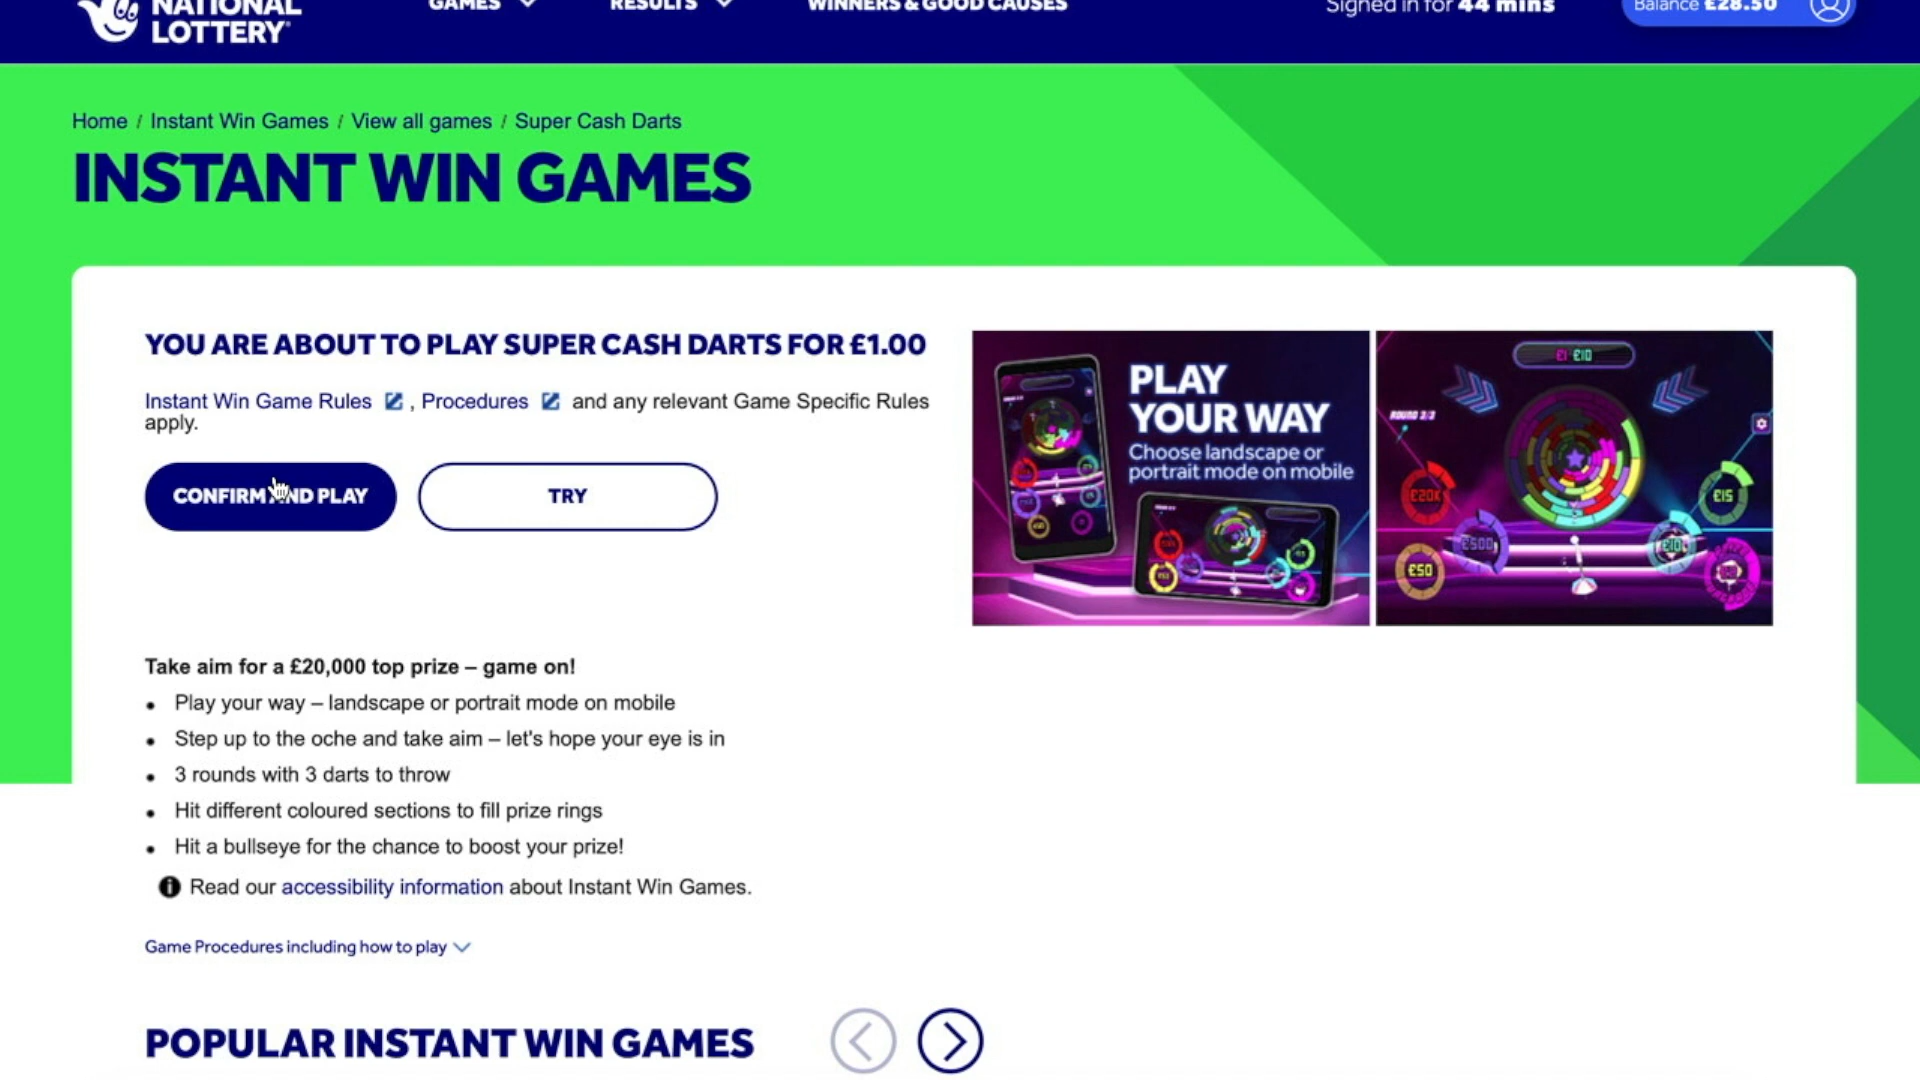 NATIONAL
LOTTERY
GAMES
RESULTS
WINNERS & GOOD CAUSES
Signed in for 44 mins
Balance £28.50
Home / Instant Win Games / View all games / Super Cash Darts
INSTANT WIN GAMES
YOU ARE ABOUT TO PLAY SUPER CASH DARTS FOR £1.00
Instant Win Game Rules , Procedures and any relevant Game Specific Rules
apply.
CONFIRM AND PLAY
TRY
PLAY
YOUR WAY
Choose landscape or
portrait mode on mobile
£1 £10
ROUND 3/3
£20K
£15
£500
£10
£50
Take aim for a £20,000 top prize – game on!
• Play your way – landscape or portrait mode on mobile
• Step up to the oche and take aim – let's hope your eye is in
• 3 rounds with 3 darts to throw
• Hit different coloured sections to fill prize rings
• Hit a bullseye for the chance to boost your prize!
Read our accessibility information about Instant Win Games.
Game Procedures including how to play
POPULAR INSTANT WIN GAMES